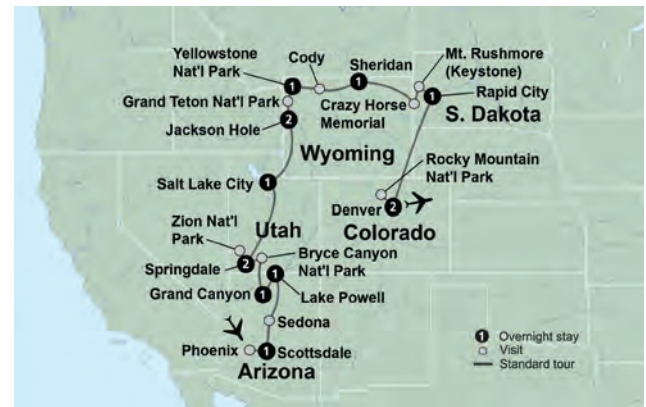 Yellowstone
Nat'l Park
Cody
Sheridan
Mt. Rushmore
(Keystone)
Grand Teton Nat'l Park
Crazy Horse
Memorial
Rapid City
S. Dakota
Jackson Hole
Wyoming
Rocky Mountain
Nat'l Park
Salt Lake City
Denver
Colorado
Zion Nat'l
Park
Utah
Bryce Canyon
Nat'l Park
Springdale
Grand Canyon
Lake Powell
Sedona
Phoenix
Scottsdale
Arizona
1
1
1
2
1
2
2
1
1
1
1 Overnight stay
Visit
Standard tour